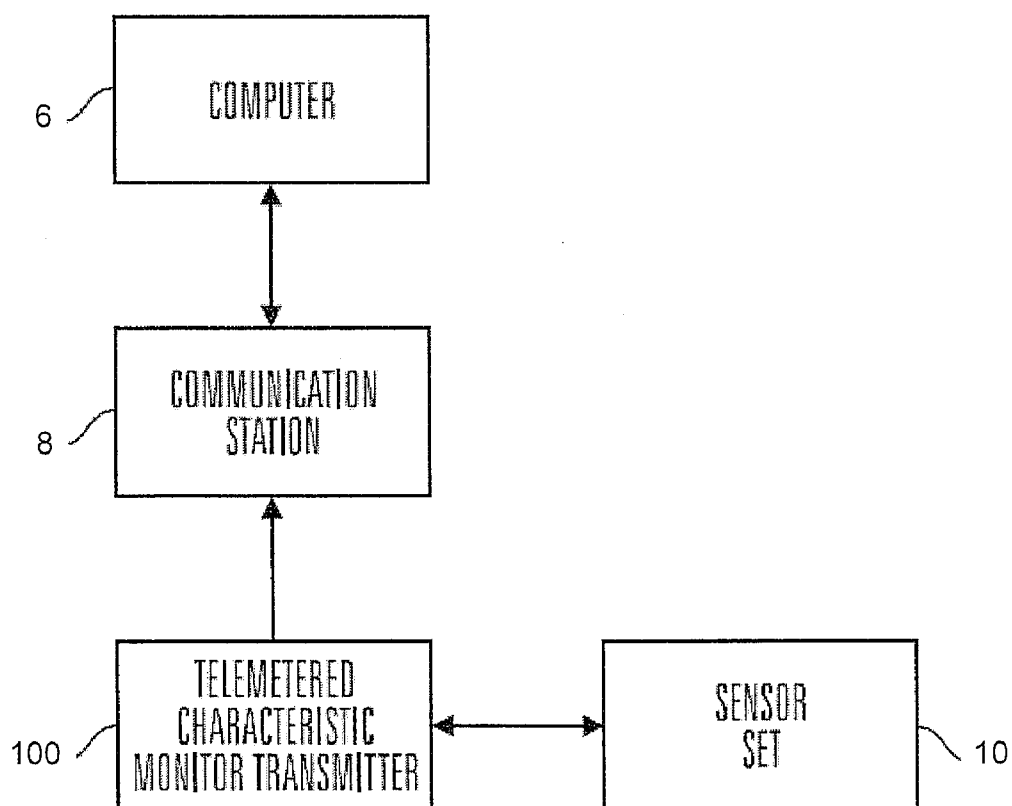 COMPUTER
6
COMMUNICATION
STATION
8
TELEMETERED
CHARACTERISTIC
MONITOR TRANSMITTER
100
SENSOR
SET
10